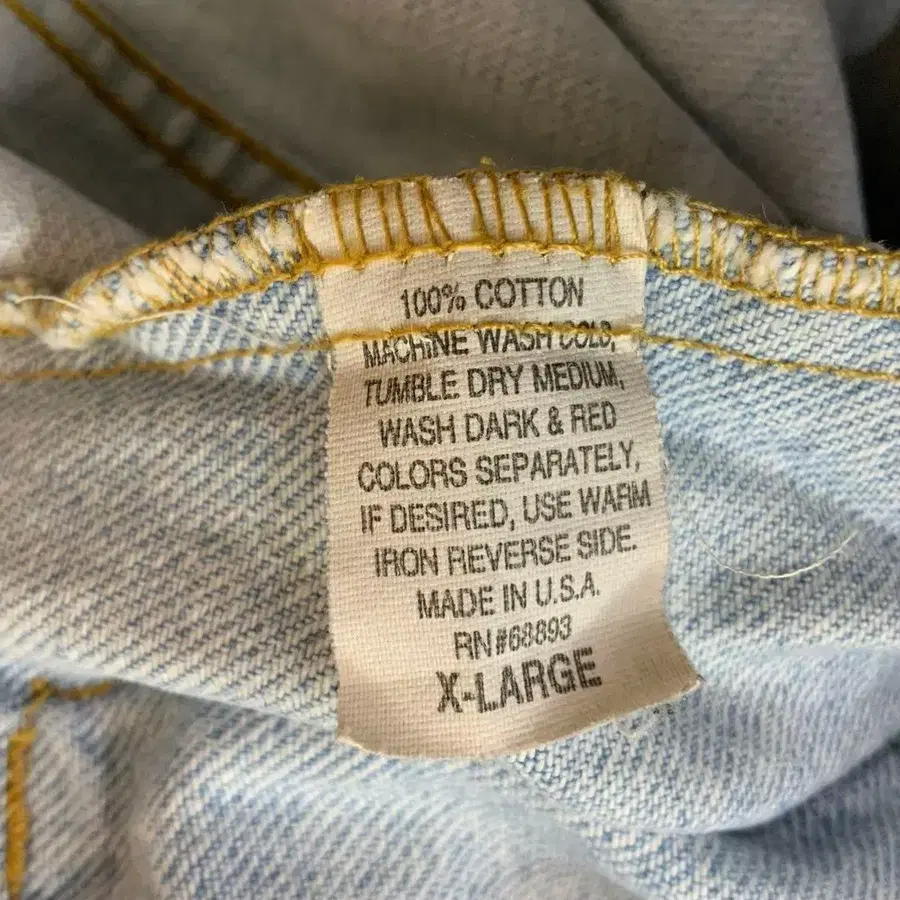 100% COTTON
MACHINE WASH COLD,
TUMBLE DRY MEDIUM,
WASH DARK & RED
COLORS SEPARATELY,
IF DESIRED, USE WARM
IRON REVERSE SIDE.
MADE IN U.S.A.
RN#68893
X-LARGE